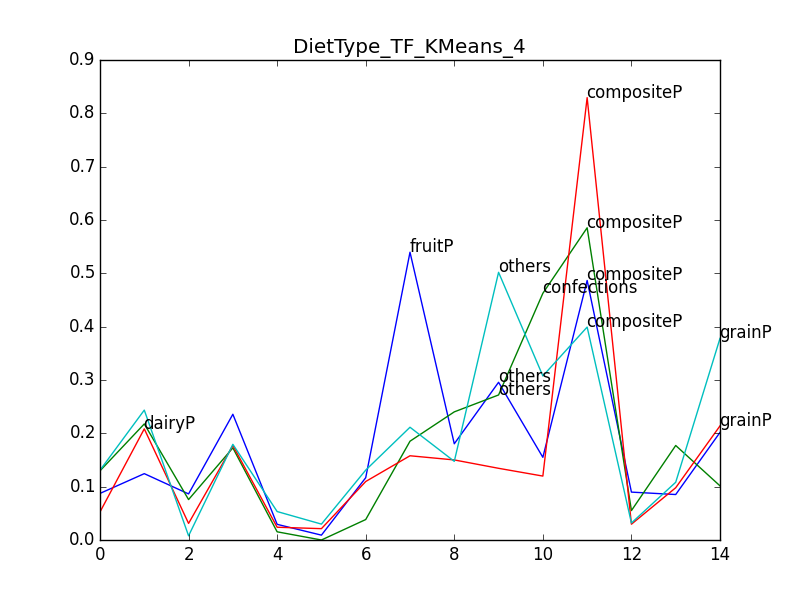 DietType_TF_KMeans_4
0.9
0.8
0.7
0.6
0.5
0.4
0.3
0.2
0.1
0.0
compositeP
compositeP
fruitP
others
compositeP
confections
compositeP
grainP
others
others
dairyP
grainP
0 2 4 6 8 10 12 14